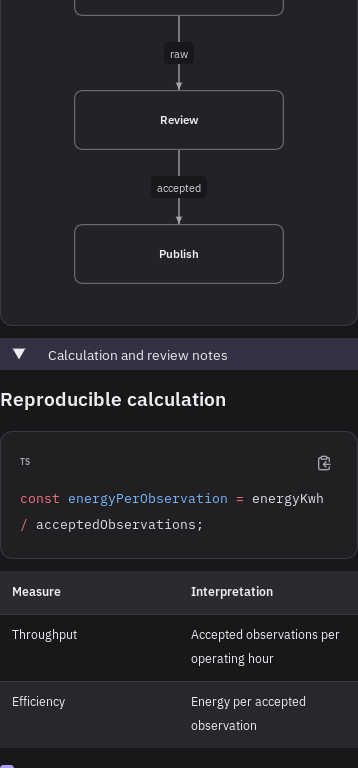 raw
Review
accepted
Publish
Calculation and review notes
Reproducible calculation
TS
const energyPerObservation = energyKwh
/ acceptedObservations;
Measure Interpretation
Throughput Accepted observations per
operating hour
Efficiency Energy per accepted
observation